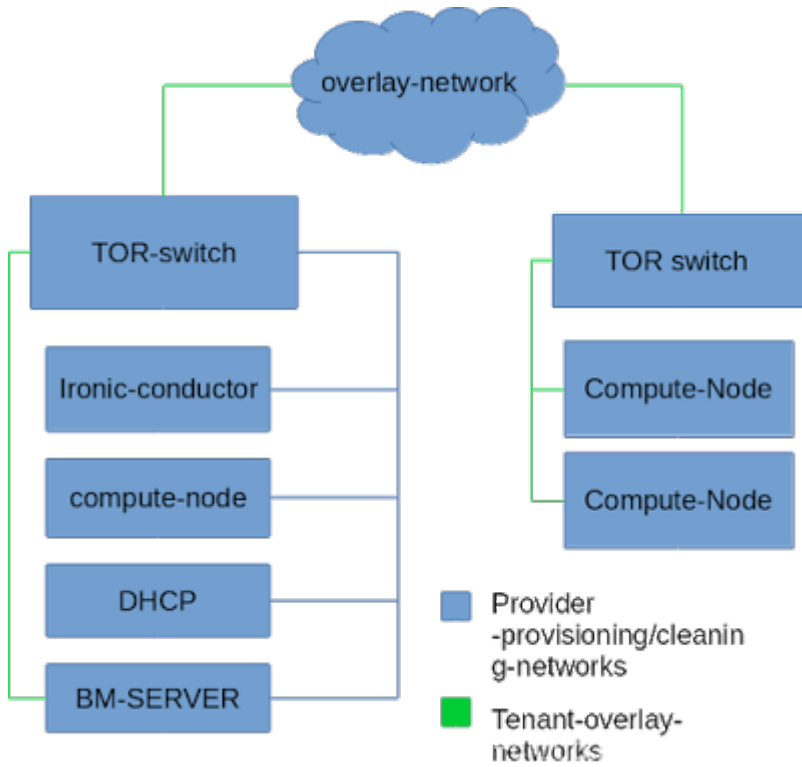 overlay-network
TOR-switch
TOR switch
Ironic-conductor
Compute-Node
compute-node
Compute-Node
DHCP
BM-SERVER
Provider
-provisioning/cleanin
g-networks
Tenant-overlay-
networks